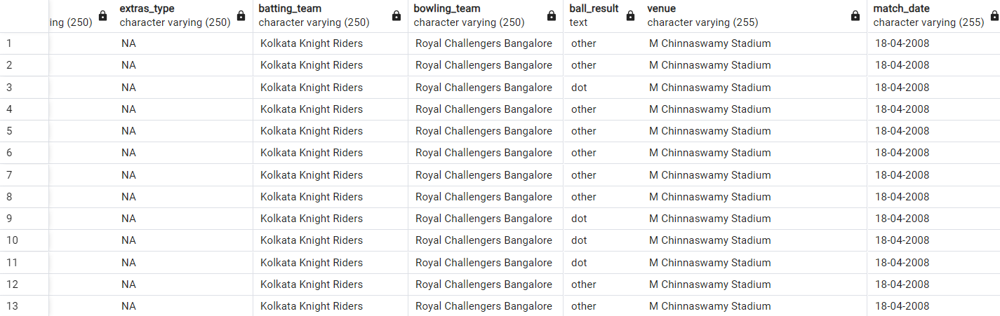 extras_type batting_team bowling_team ball_result venue match_date
ing (250) character varying (250) character varying (250) character varying (250) text character varying (255) character varying (255)
1 NA Kolkata Knight Riders Royal Challengers Bangalore other M Chinnaswamy Stadium 18-04-2008
2 NA Kolkata Knight Riders Royal Challengers Bangalore other M Chinnaswamy Stadium 18-04-2008
3 NA Kolkata Knight Riders Royal Challengers Bangalore dot M Chinnaswamy Stadium 18-04-2008
4 NA Kolkata Knight Riders Royal Challengers Bangalore other M Chinnaswamy Stadium 18-04-2008
5 NA Kolkata Knight Riders Royal Challengers Bangalore other M Chinnaswamy Stadium 18-04-2008
6 NA Kolkata Knight Riders Royal Challengers Bangalore other M Chinnaswamy Stadium 18-04-2008
7 NA Kolkata Knight Riders Royal Challengers Bangalore other M Chinnaswamy Stadium 18-04-2008
8 NA Kolkata Knight Riders Royal Challengers Bangalore other M Chinnaswamy Stadium 18-04-2008
9 NA Kolkata Knight Riders Royal Challengers Bangalore dot M Chinnaswamy Stadium 18-04-2008
10 NA Kolkata Knight Riders Royal Challengers Bangalore dot M Chinnaswamy Stadium 18-04-2008
11 NA Kolkata Knight Riders Royal Challengers Bangalore dot M Chinnaswamy Stadium 18-04-2008
12 NA Kolkata Knight Riders Royal Challengers Bangalore other M Chinnaswamy Stadium 18-04-2008
13 NA Kolkata Knight Riders Royal Challengers Bangalore other M Chinnaswamy Stadium 18-04-2008